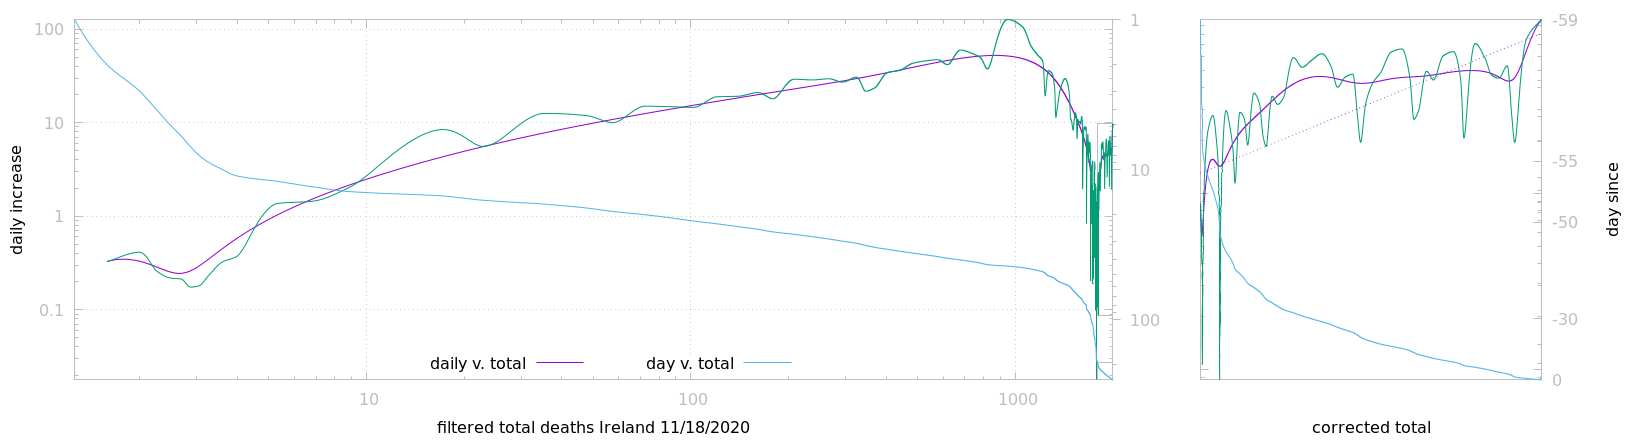 100
10
1
0.1
daily increase
daily v. total
day v. total
10
100
1000
filtered total deaths Ireland 11/18/2020
1
10
100
-59
-55
-50
-30
0
day since
corrected total